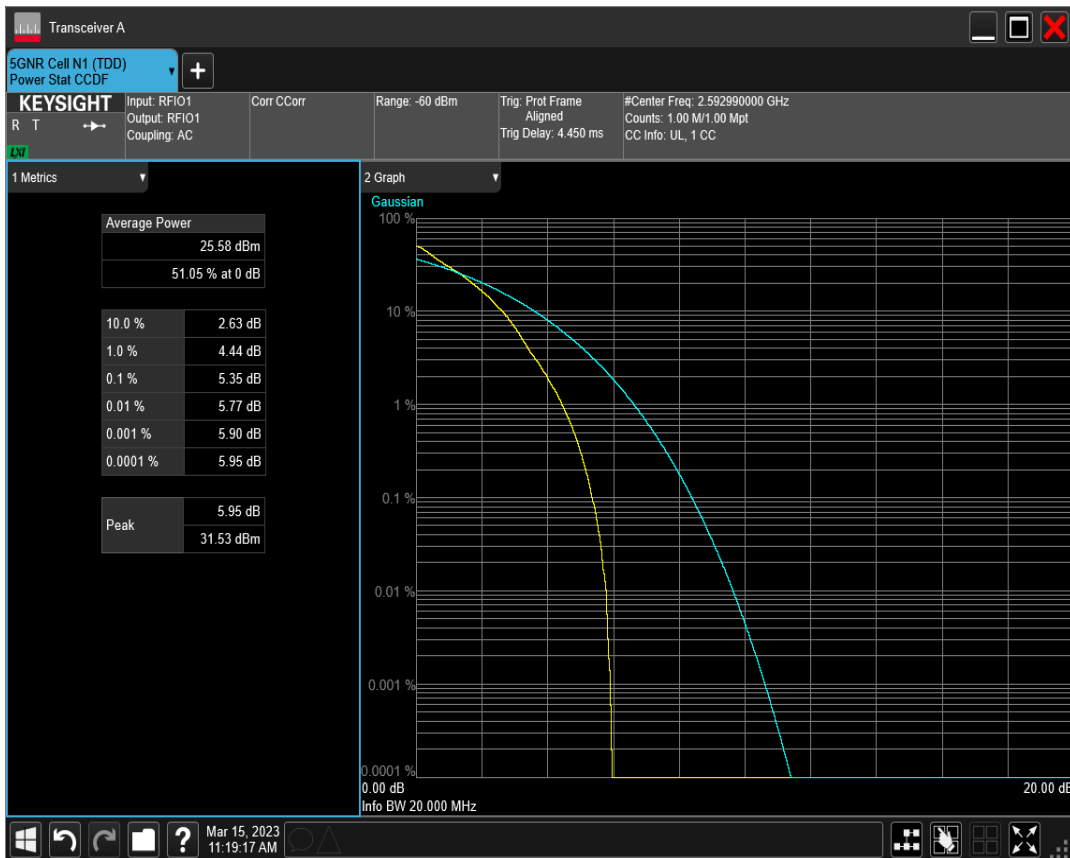 Transceiver A
5GNR Cell N1 (TDD)
Power Stat CCDF
KEYSIGHT
R T
LXI
Input: RFIO1
Output: RFIO1
Coupling: AC
Corr CCorr
Range: -60 dBm
Trig: Prot Frame
Aligned
Trig Delay: 4.450 ms
#Center Freq: 2.592990000 GHz
Counts: 1.00 M/1.00 Mpt
CC Info: UL, 1 CC
1 Metrics
Average Power
25.58 dBm
51.05 % at 0 dB
10.0 % 2.63 dB
1.0 % 4.44 dB
0.1 % 5.35 dB
0.01 % 5.77 dB
0.001 % 5.90 dB
0.0001 % 5.95 dB
Peak
5.95 dB
31.53 dBm
2 Graph
Gaussian
100 %
10 %
1 %
0.1 %
0.01 %
0.001 %
0.0001 %
0.00 dB 20.00 dB
Info BW 20.000 MHz
?
Mar 15, 2023
11:19:17 AM